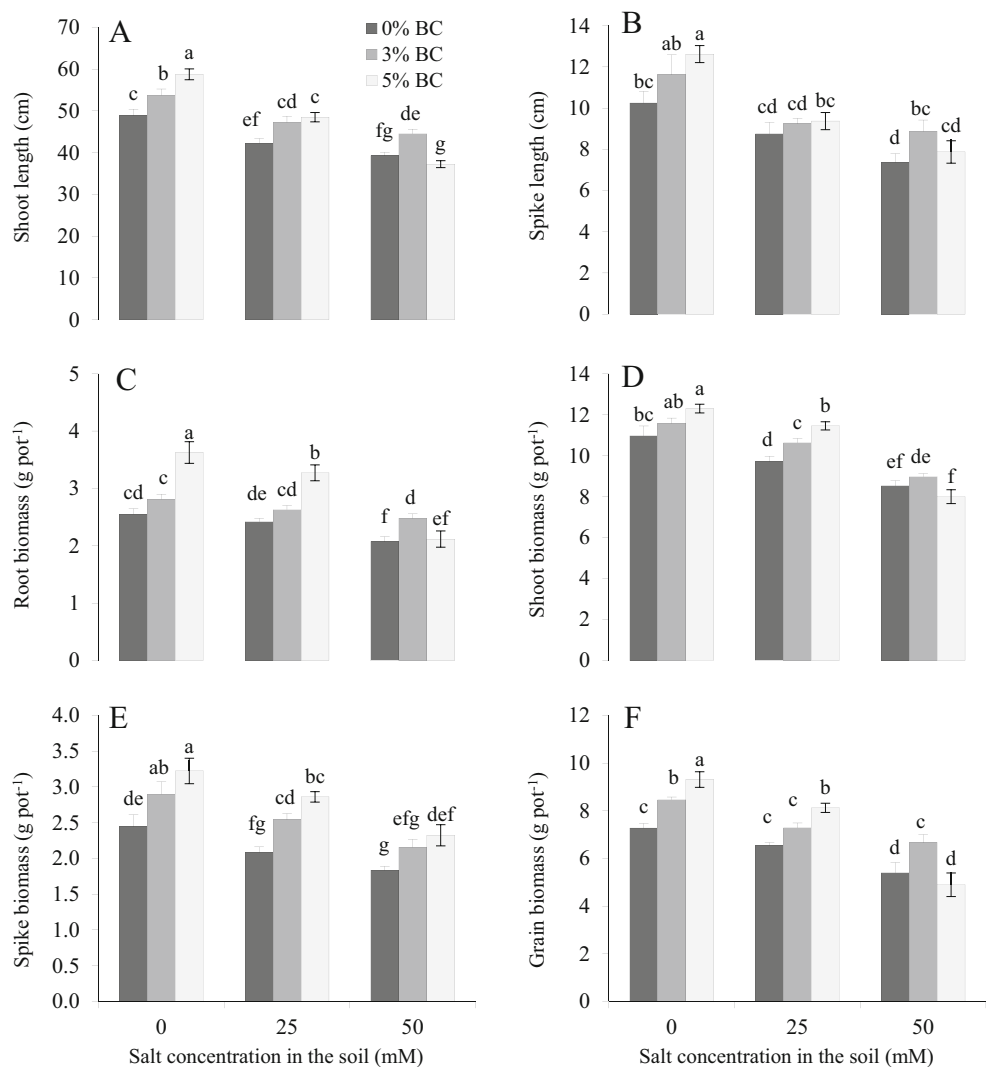 A
0% BC
3% BC
5% BC
Shoot length (cm)
70
60
50
40
30
20
10
0
c b a
ef cd c
fg de g
B
Spike length (cm)
14
12
10
8
6
4
2
0
bc ab a
cd cd bc
d bc cd
C
Root biomass (g pot⁻¹)
5
4
3
2
1
0
cd c a
de cd b
f d ef
D
Shoot biomass (g pot⁻¹)
14
12
10
8
6
4
2
0
bc ab a
d c b
ef de f
E
Spike biomass (g pot⁻¹)
4.0
3.5
3.0
2.5
2.0
1.5
1.0
0.5
0.0
de ab a
fg cd bc
g efg def
0 25 50
Salt concentration in the soil (mM)
F
Grain biomass (g pot⁻¹)
12
10
8
6
4
2
0
c b a
c c b
d c d
0 25 50
Salt concentration in the soil (mM)